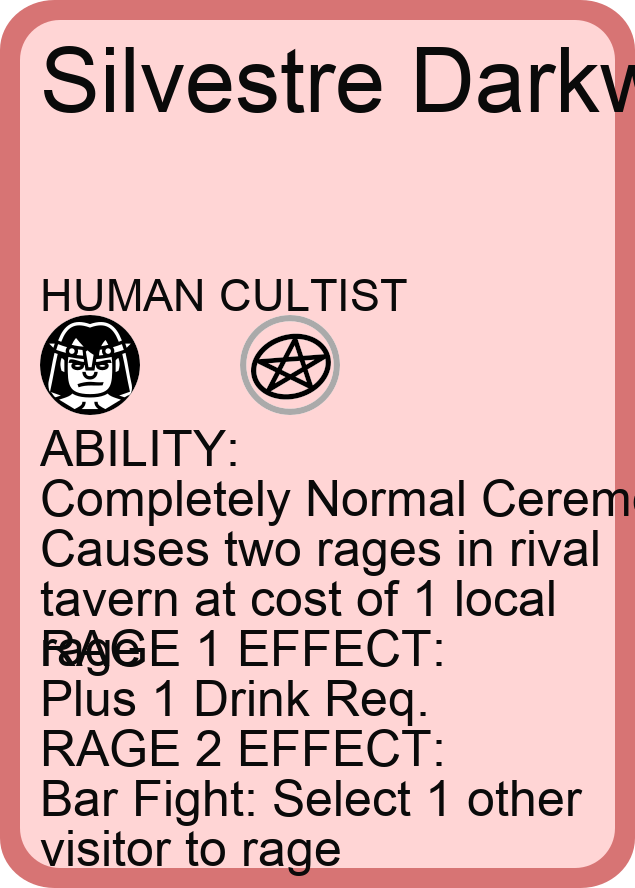 Silvestre Darkw
HUMAN CULTIST
ABILITY:
Completely Normal Cerem
Causes two rages in rival
tavern at cost of 1 local
rage
RAGE 1 EFFECT:
Plus 1 Drink Req.
RAGE 2 EFFECT:
Bar Fight: Select 1 other
visitor to rage